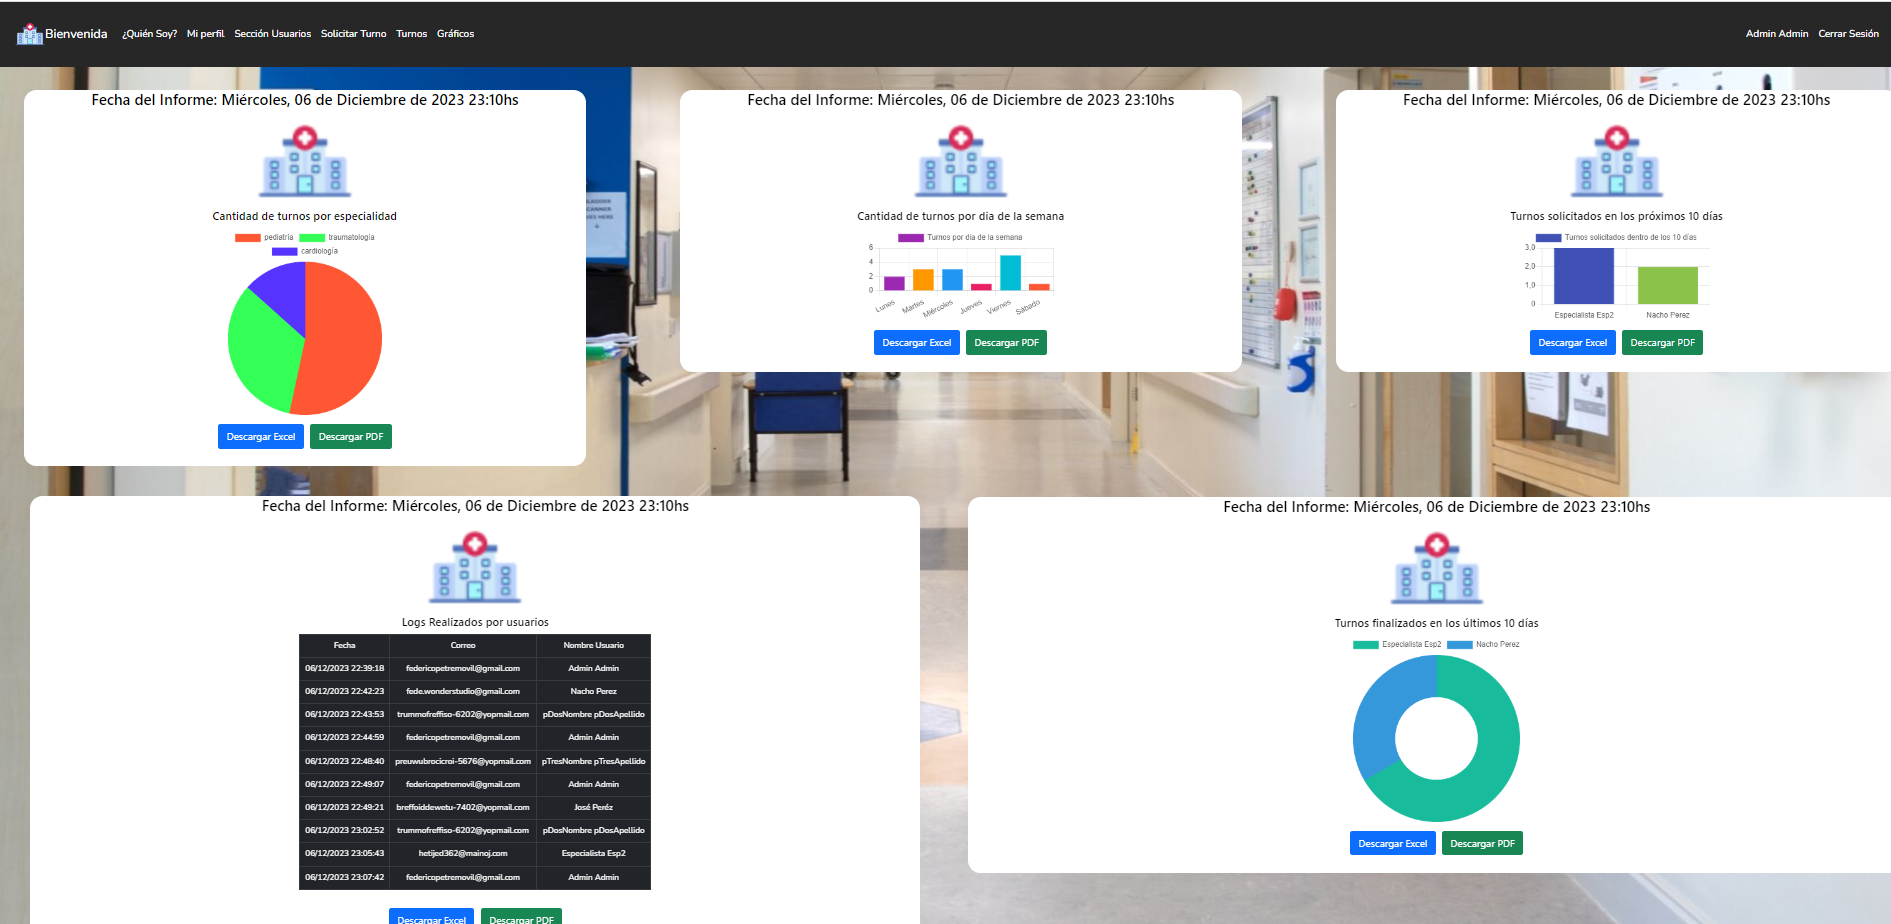 Bienvenida ¿Quién Soy? Mi perfil Sección Usuarios Solicitar Turno Turnos Gráficos Admin Admin Cerrar Sesión
Fecha del Informe: Miércoles, 06 de Diciembre de 2023 23:10hs
Cantidad de turnos por especialidad
pediatría traumatología
cardiología
Descargar Excel Descargar PDF
Fecha del Informe: Miércoles, 06 de Diciembre de 2023 23:10hs
Cantidad de turnos por dia de la semana
Turnos por dia de la semana
6
4
2
0
Lunes Martes Miércoles Jueves Viernes Sábado
Descargar Excel Descargar PDF
Fecha del Informe: Miércoles, 06 de Diciembre de 2023 23:10hs
Turnos solicitados en los próximos 10 días
Turnos solicitados dentro de los 10 días
3,0
2,0
1,0
0
Especialista Esp2 Nacho Perez
Descargar Excel Descargar PDF
Fecha del Informe: Miércoles, 06 de Diciembre de 2023 23:10hs
Logs Realizados por usuarios
Fecha Correo Nombre Usuario
06/12/2023 22:39:18 federicopetremovil@gmail.com Admin Admin
06/12/2023 22:42:23 fede.wonderstudio@gmail.com Nacho Perez
06/12/2023 22:43:53 trummofreffiso-6202@yopmail.com pDosNombre pDosApellido
06/12/2023 22:44:59 federicopetremovil@gmail.com Admin Admin
06/12/2023 22:48:40 preuwubrocicroi-5676@yopmail.com pTresNombre pTresApellido
06/12/2023 22:49:07 federicopetremovil@gmail.com Admin Admin
06/12/2023 22:49:21 breffoiddewetu-7402@yopmail.com José Peréz
06/12/2023 23:02:52 trummofreffiso-6202@yopmail.com pDosNombre pDosApellido
06/12/2023 23:05:43 hetijed362@mainoj.com Especialista Esp2
06/12/2023 23:07:42 federicopetremovil@gmail.com Admin Admin
Descargar Excel Descargar PDF
Fecha del Informe: Miércoles, 06 de Diciembre de 2023 23:10hs
Turnos finalizados en los últimos 10 días
Especialista Esp2 Nacho Perez
Descargar Excel Descargar PDF